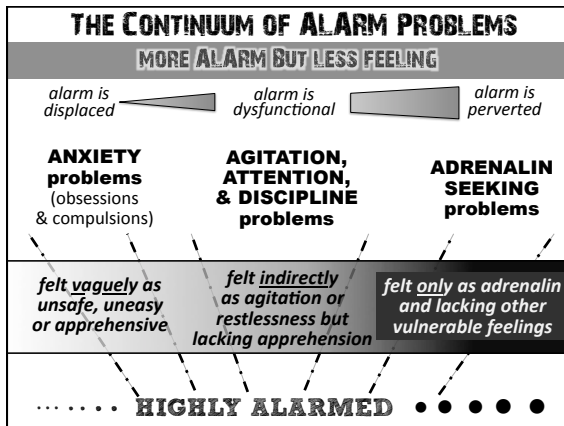 THE CONTINUUM OF ALARM PROBLEMS
MORE ALARM BUT LESS FEELING
alarm is
displaced
alarm is
dysfunctional
alarm is
perverted
ANXIETY
problems
(obsessions
& compulsions)
AGITATION,
ATTENTION,
& DISCIPLINE
problems
ADRENALIN
SEEKING
problems
felt vaguely as
unsafe, uneasy
or apprehensive
felt indirectly
as agitation or
restlessness but
lacking apprehension
felt only as adrenalin
and lacking other
vulnerable feelings
HIGHLY ALARMED